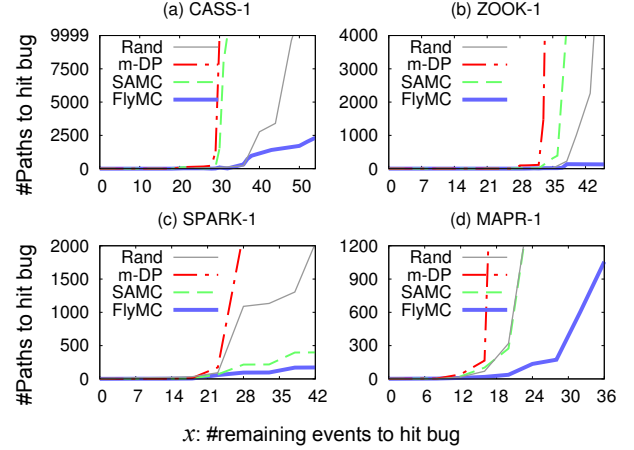 (a) CASS-1
(b) ZOOK-1
#Paths to hit bug
9999
7500
5000
2500
0
Rand
m-DP
SAMC
FlyMC
0 10 20 30 40 50
4000
3000
2000
1000
0
Rand
m-DP
SAMC
FlyMC
0 7 14 21 28 35 42
(c) SPARK-1
(d) MAPR-1
#Paths to hit bug
2000
1500
1000
500
0
Rand
m-DP
SAMC
FlyMC
0 7 14 21 28 35 42
1200
900
600
300
0
Rand
m-DP
SAMC
FlyMC
0 6 12 18 24 30 36
x: #remaining events to hit bug